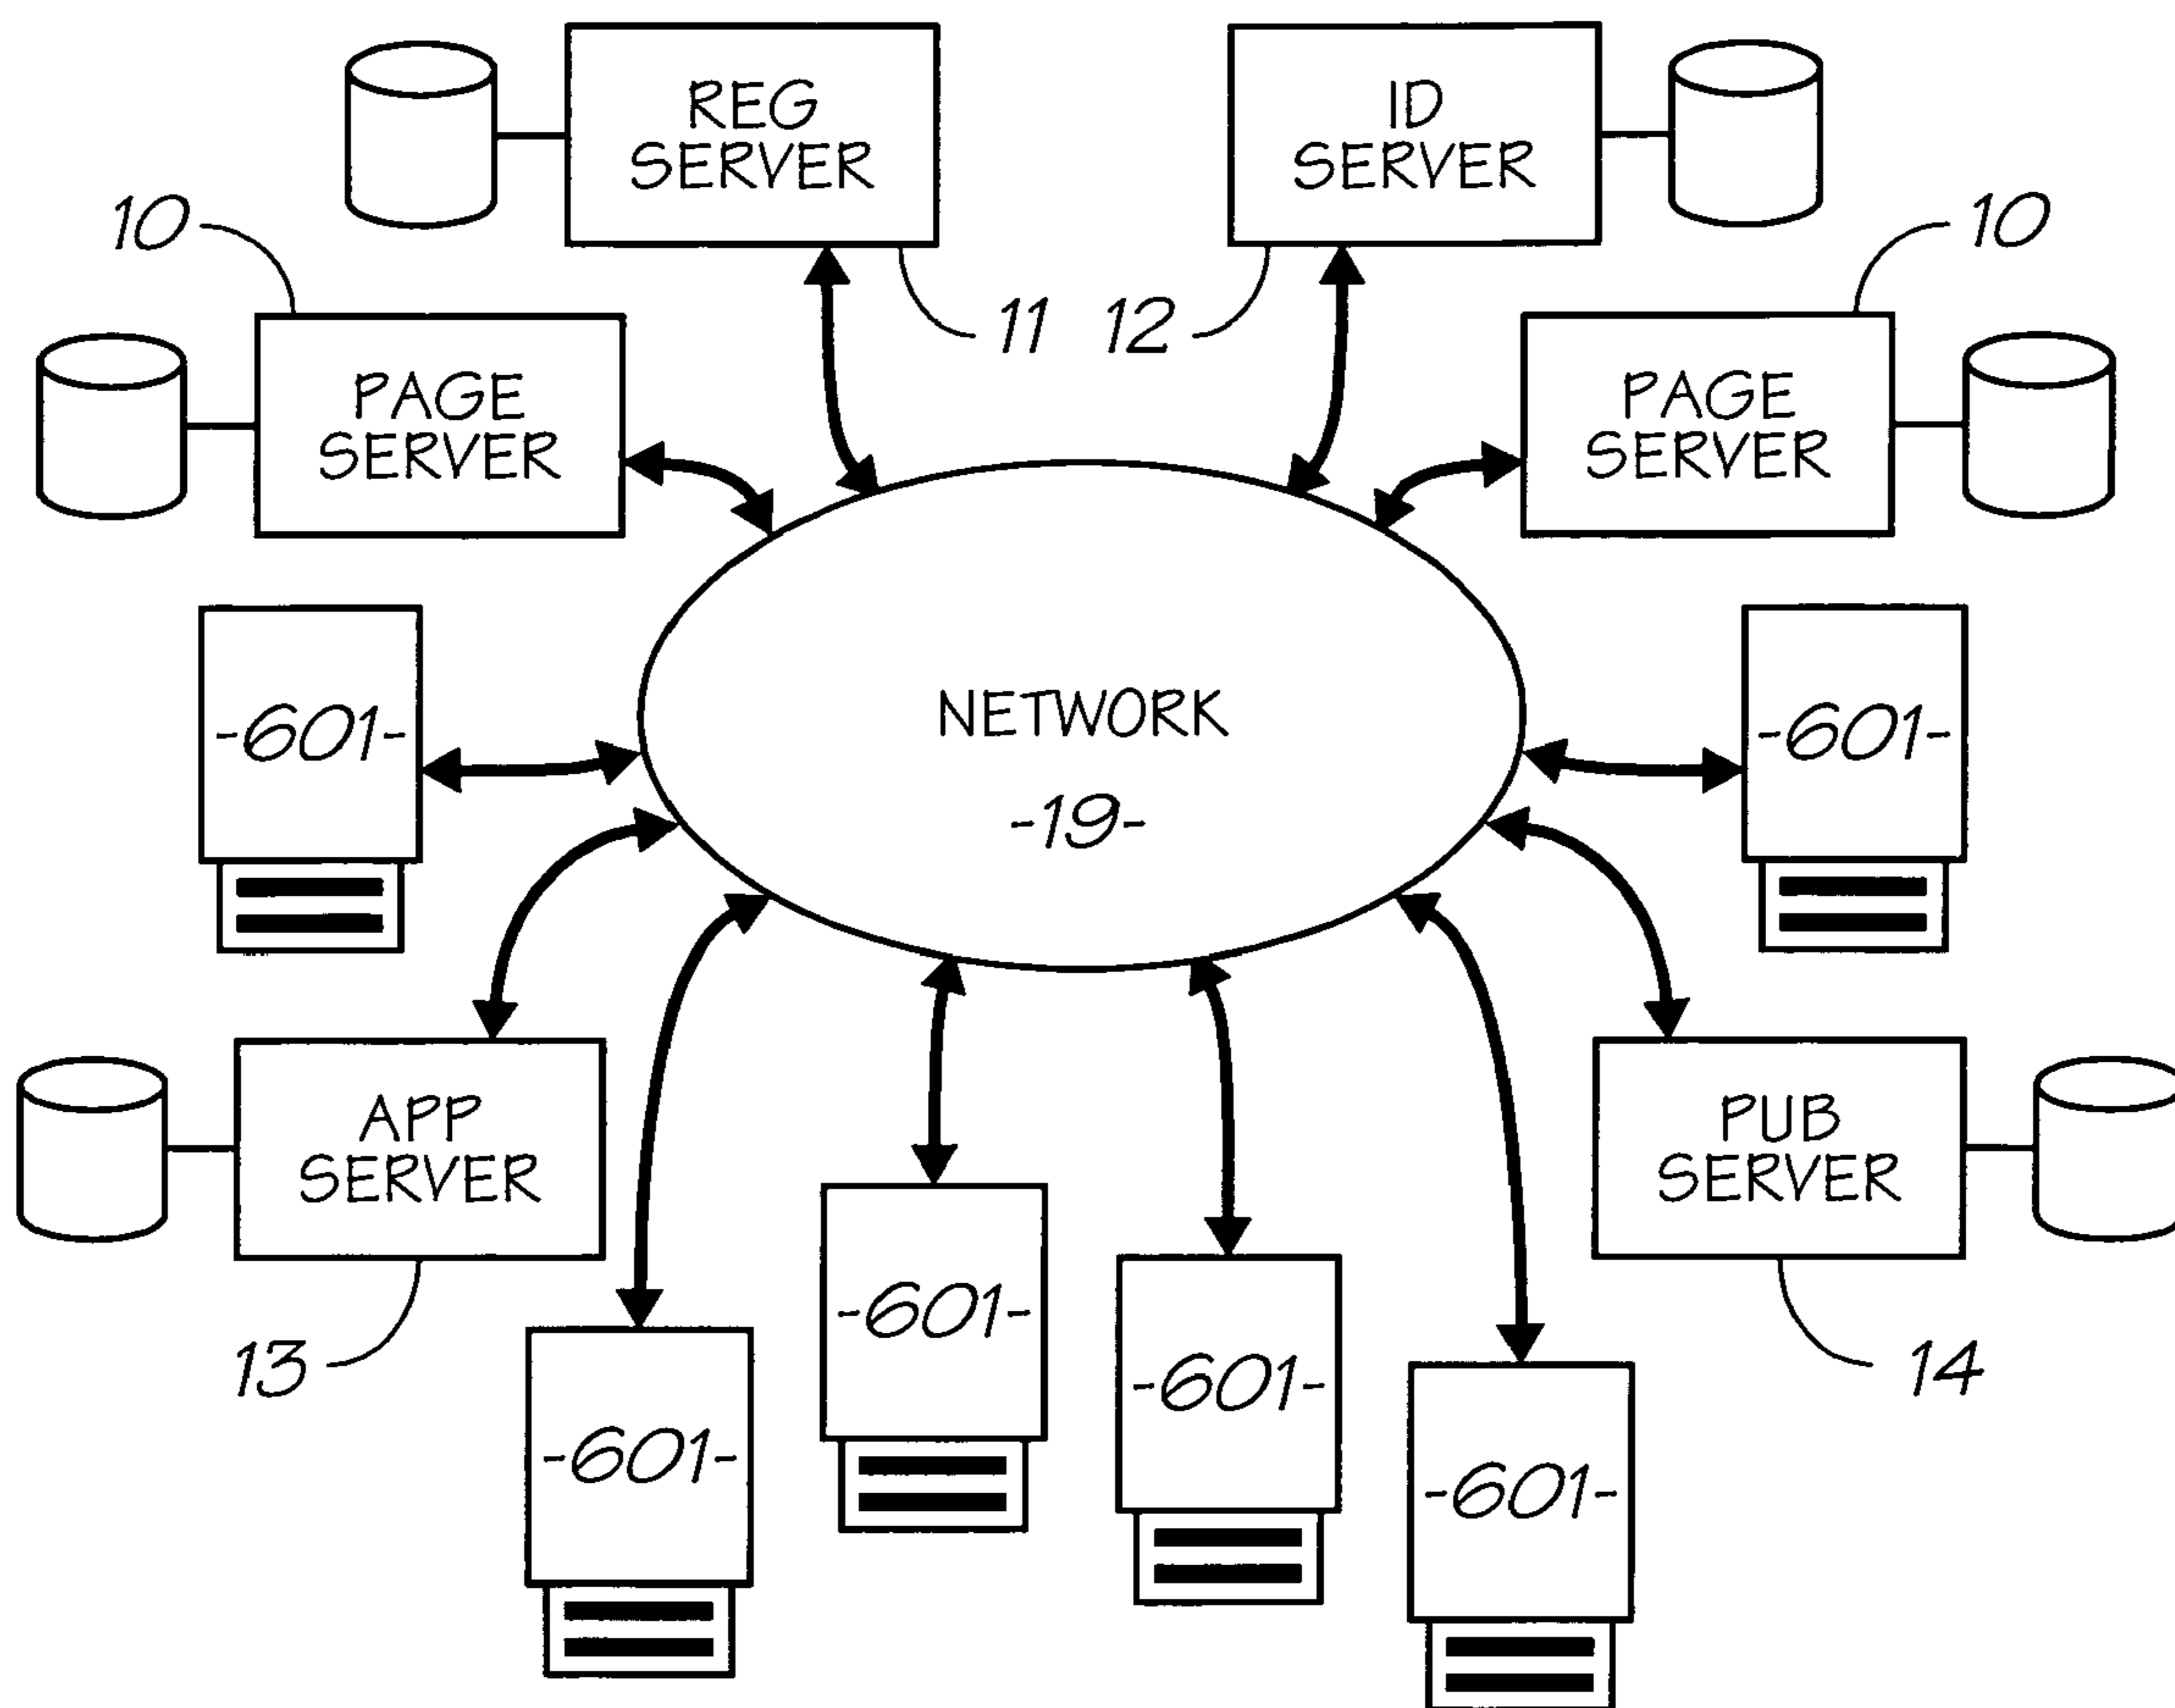 REG
SERVER
ID
SERVER
10
10
11
12
PAGE
SERVER
PAGE
SERVER
-601-
NETWORK
-19-
-601-
APP
SERVER
PUB
SERVER
13
-601-
-601-
-601-
-601-
14